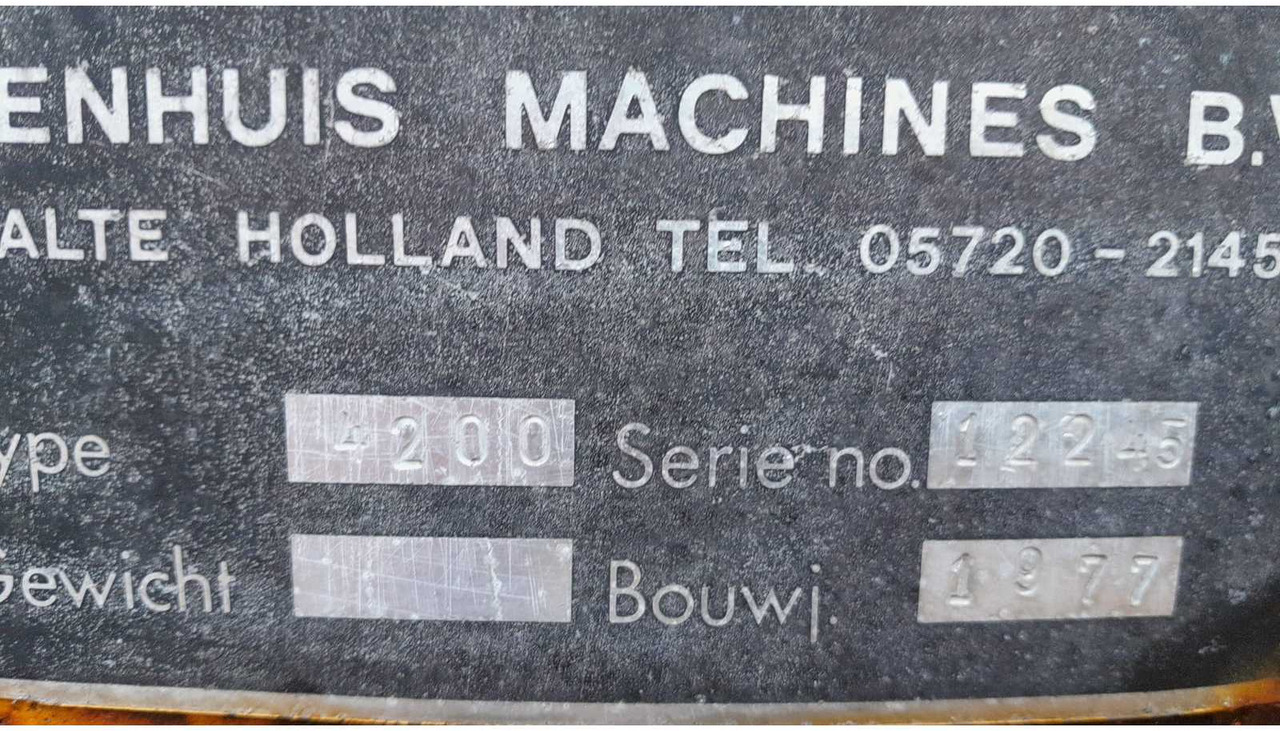 ENHUIS MACHINES B.V
ALTE HOLLAND TEL. 05720-2145
ype 4200 Serie no. 12245
Gewicht Bouwj. 1977